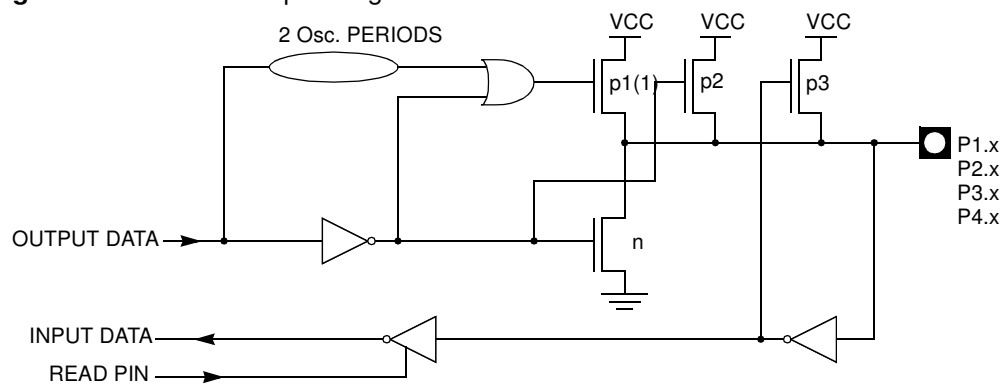 2 Osc. PERIODS
VCC VCC VCC
p1(1) p2 p3
P1.x
P2.x
P3.x
P4.x
OUTPUT DATA
n
INPUT DATA
READ PIN